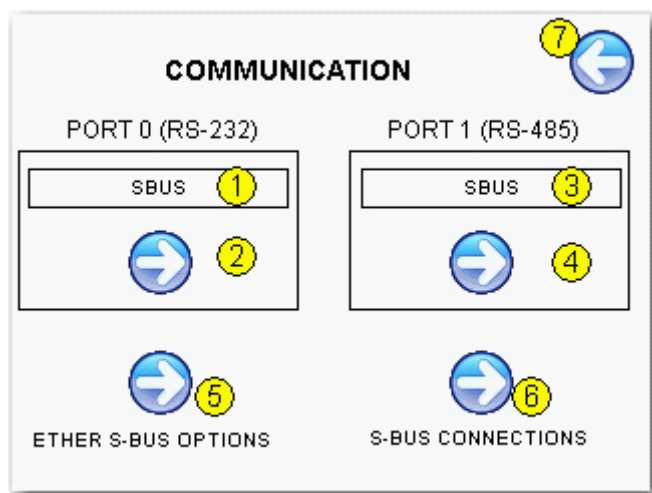 7
COMMUNICATION
PORT 0 (RS-232) PORT 1 (RS-485)
SBUS 1 SBUS 3
2 4
5 6
ETHER S-BUS OPTIONS S-BUS CONNECTIONS